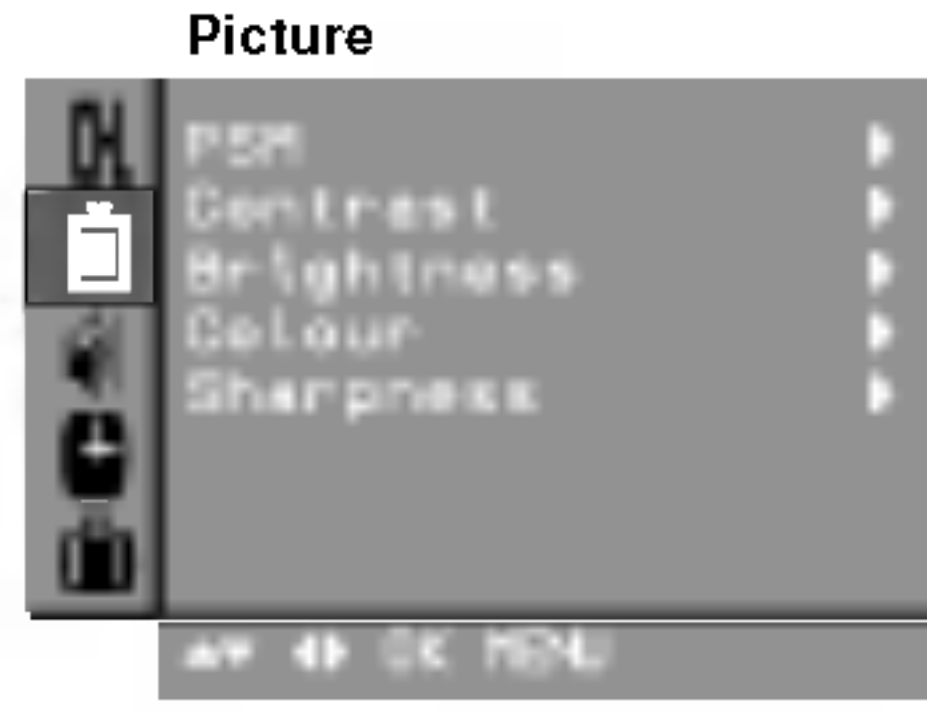 Picture
PSM
Contrast
Brightness
Colour
Sharpness
OK MENU